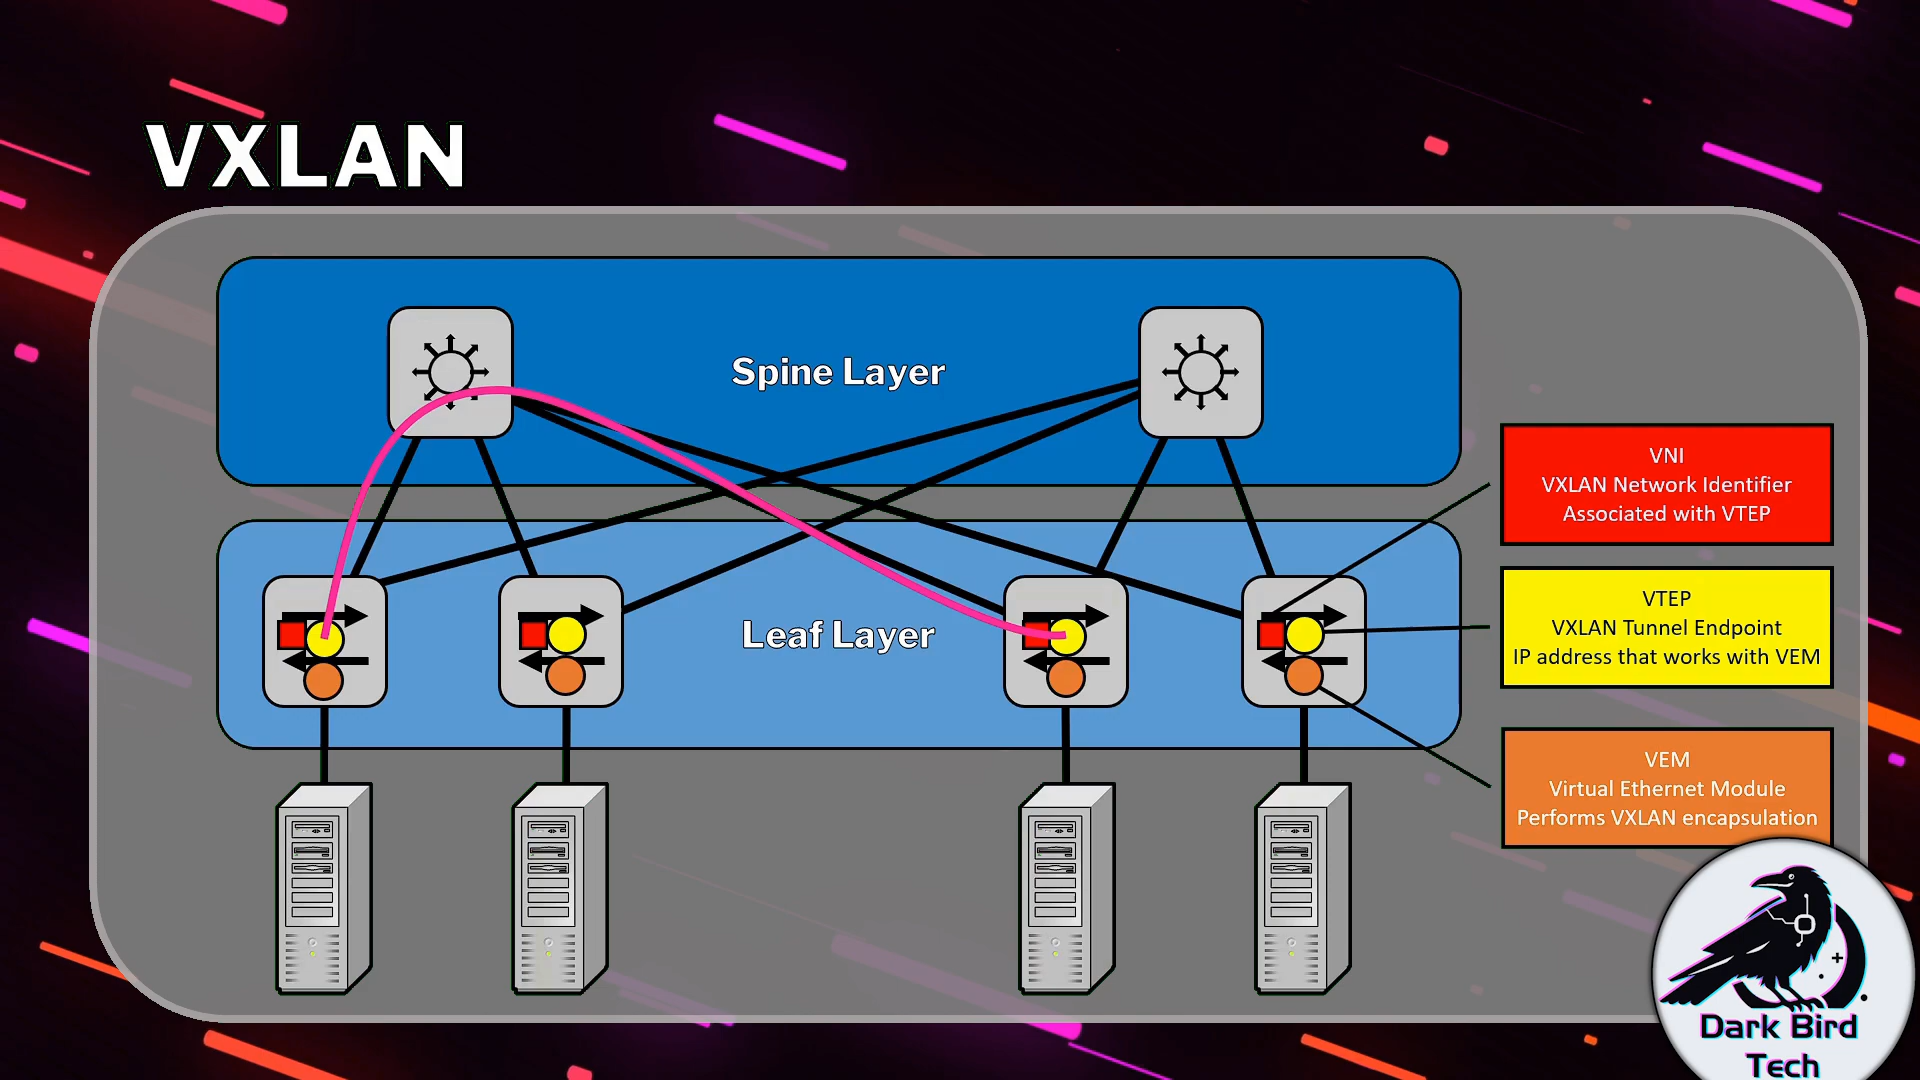 VXLAN
Spine Layer
Leaf Layer
VNI
VXLAN Network Identifier
Associated with VTEP
VTEP
VXLAN Tunnel Endpoint
IP address that works with VEM
VEM
Virtual Ethernet Module
Performs VXLAN encapsulation
Dark Bird
Tech